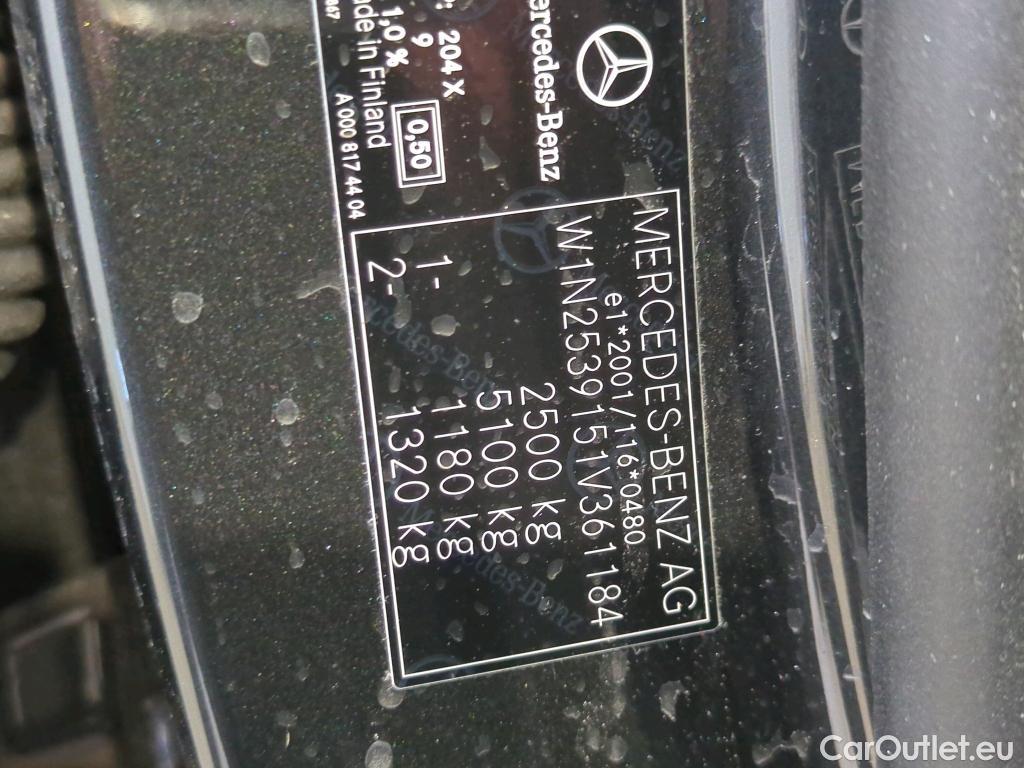 Mercedes-Benz
204 X
9
1,0 %
0,50
Made in Finland
A 000 817 44 04
MERCEDES-BENZ AG
e1*2001/116*0480
W1N2539151V361184
2500 kg
5100 kg
1- 1180 kg
2- 1320 kg
CarOutlet.eu